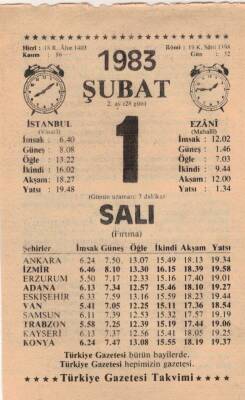 Hicrî : 18 R. Âhır 1403
Kasım : 86
1983
Rûmî : 19 K. Sâni 1398
Gün : 32
ŞUBAT
2. ay (28 gün)
İSTANBUL
(Vasatî)
İmsak : 6.40
Güneş : 8.08
Öğle : 13.22
İkindi : 16.02
Akşam : 18.27
Yatsı : 19.48
1
EZÂNÎ
(Mahallî)
İmsak : 12.02
Güneş : 1.46
Öğle : 7.03
İkindi : 9.44
Akşam : 12.00
Yatsı : 1.34
(Günün uzaması: 3 dakika)
SALI
(Fırtına)
Şehirler İmsak Güneş Öğle İkindi Akşam Yatsı
ANKARA 6.24 7.50 13.07 15.49 18.13 19.34
İZMİR 6.46 8.10 13.30 16.15 18.39 19.58
ERZURUM 5.50 7.17 12.33 15.16 17.40 19.01
ADANA 6.13 7.34 12.57 15.46 18.10 19.27
ESKİŞEHİR 6.33 7.59 13.16 15.59 18.23 19.44
VAN 5.41 7.05 12.25 15.11 17.36 18.54
SAMSUN 6.11 7.39 12.53 15.32 17.57 19.19
TRABZON 5.58 7.25 12.39 15.19 17.44 19.06
KAYSERİ 6.13 7.37 12.56 15.41 18.05 19.25
KONYA 6.24 7.47 13.08 15.55 18.19 19.37
Türkiye Gazetesi bütün bayilerde.
Türkiye Gazetesi hepimizin gazetesi.
★★★★ Türkiye Gazetesi Takvimi ★★★★